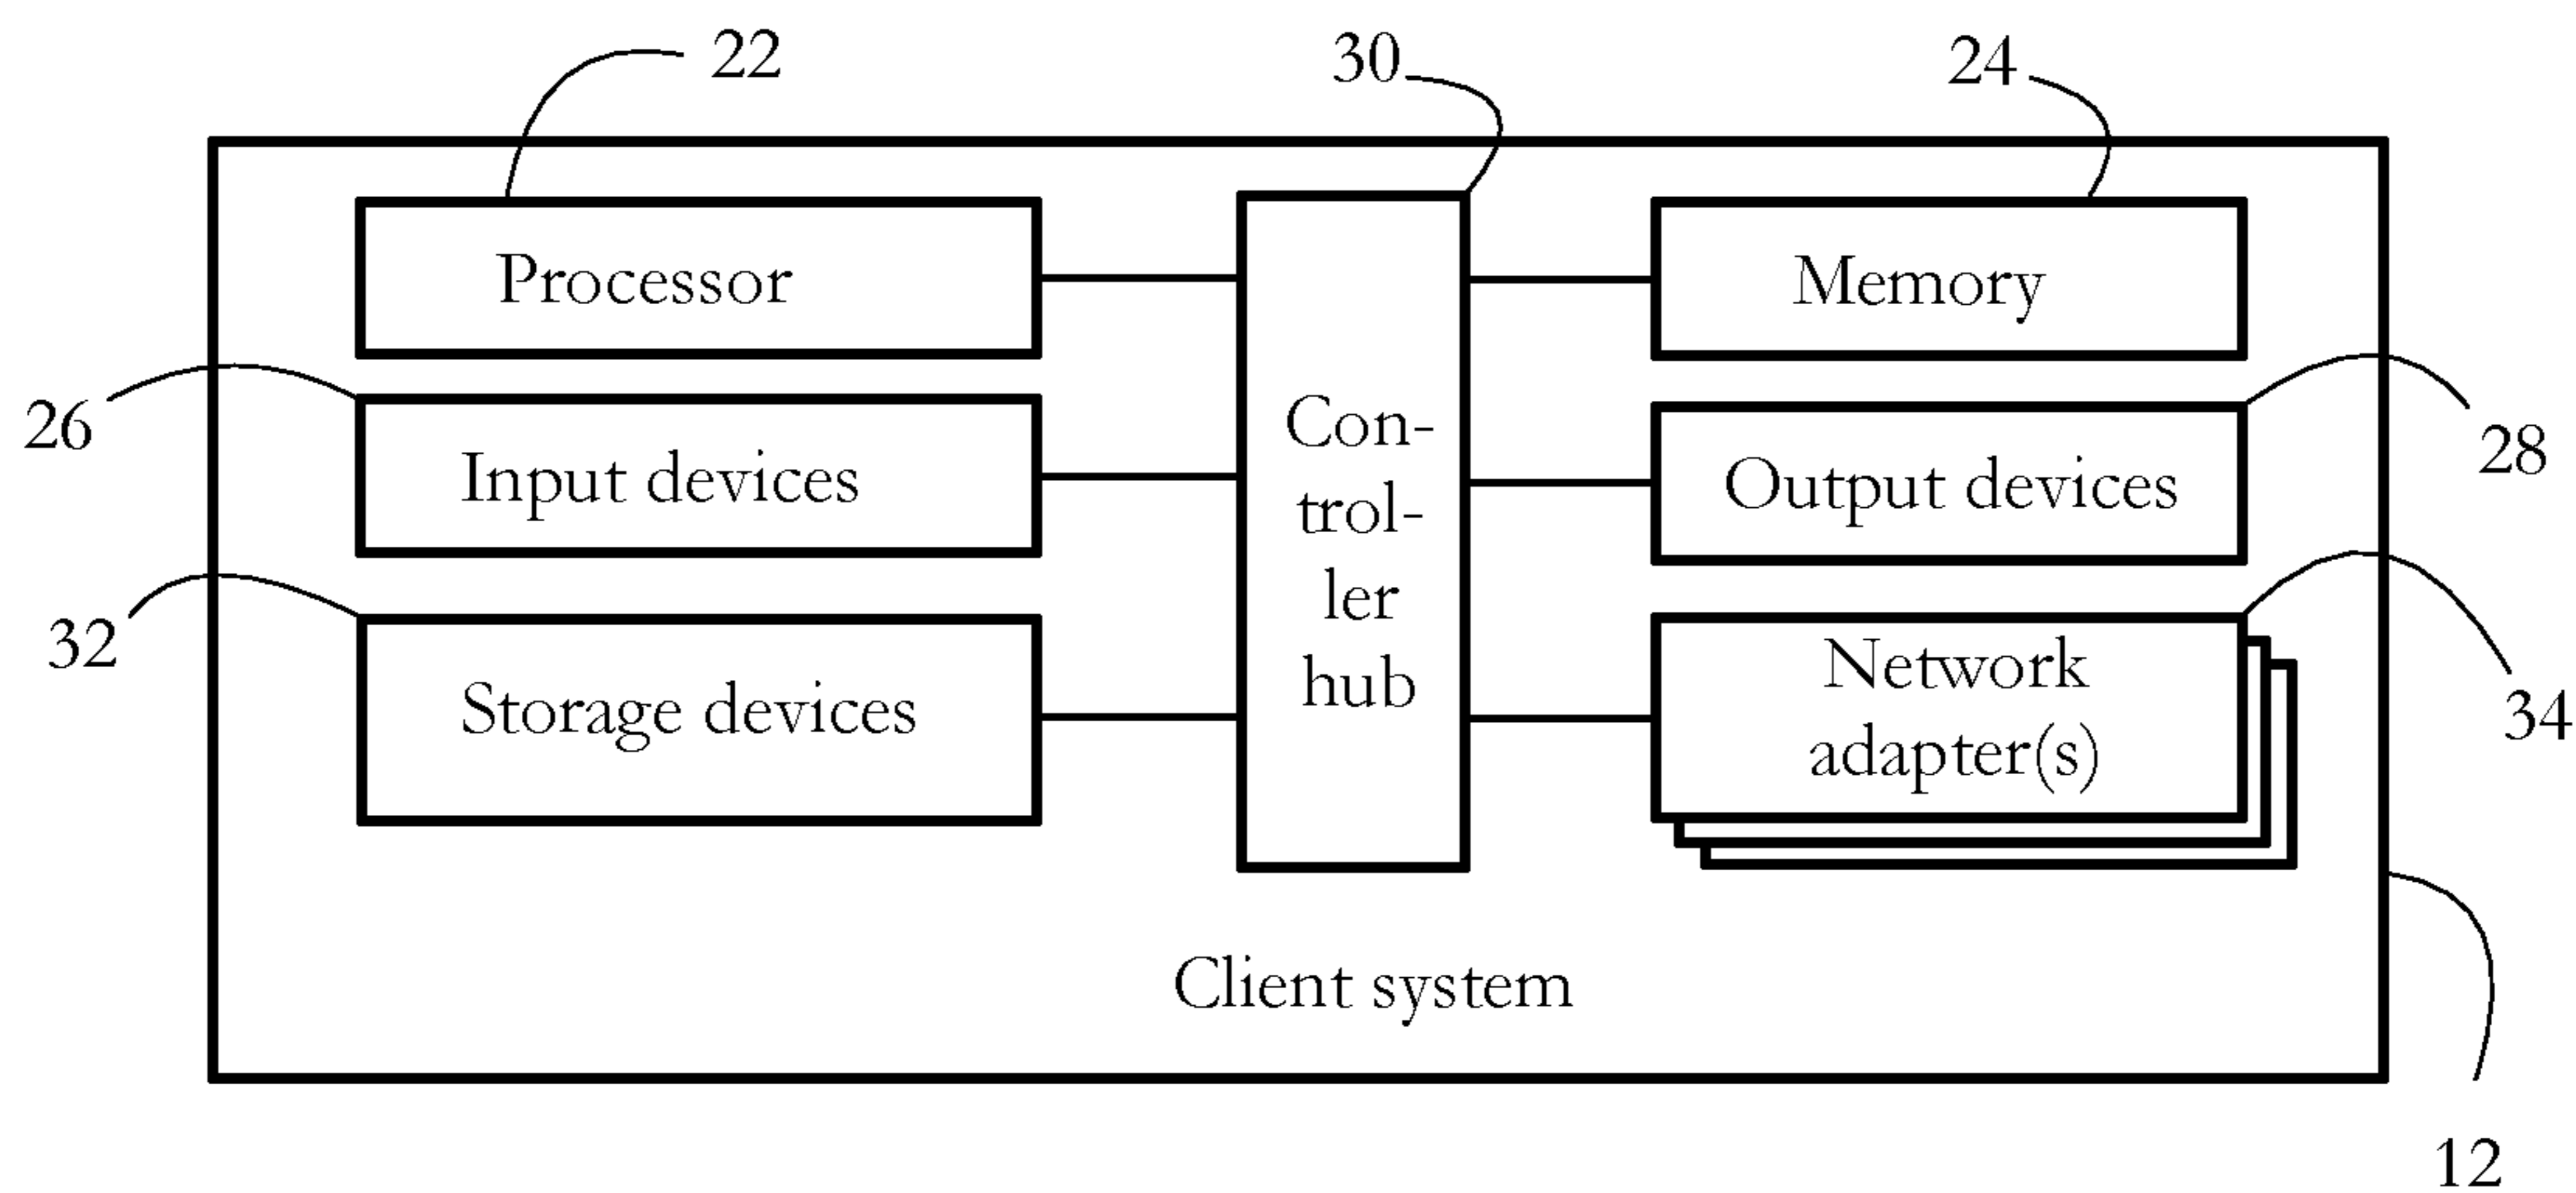 22
30
24
Processor
Memory
26
Input devices
Con-
trol-
ler
hub
Output devices
28
32
Storage devices
Network
adapter(s)
34
Client system
12